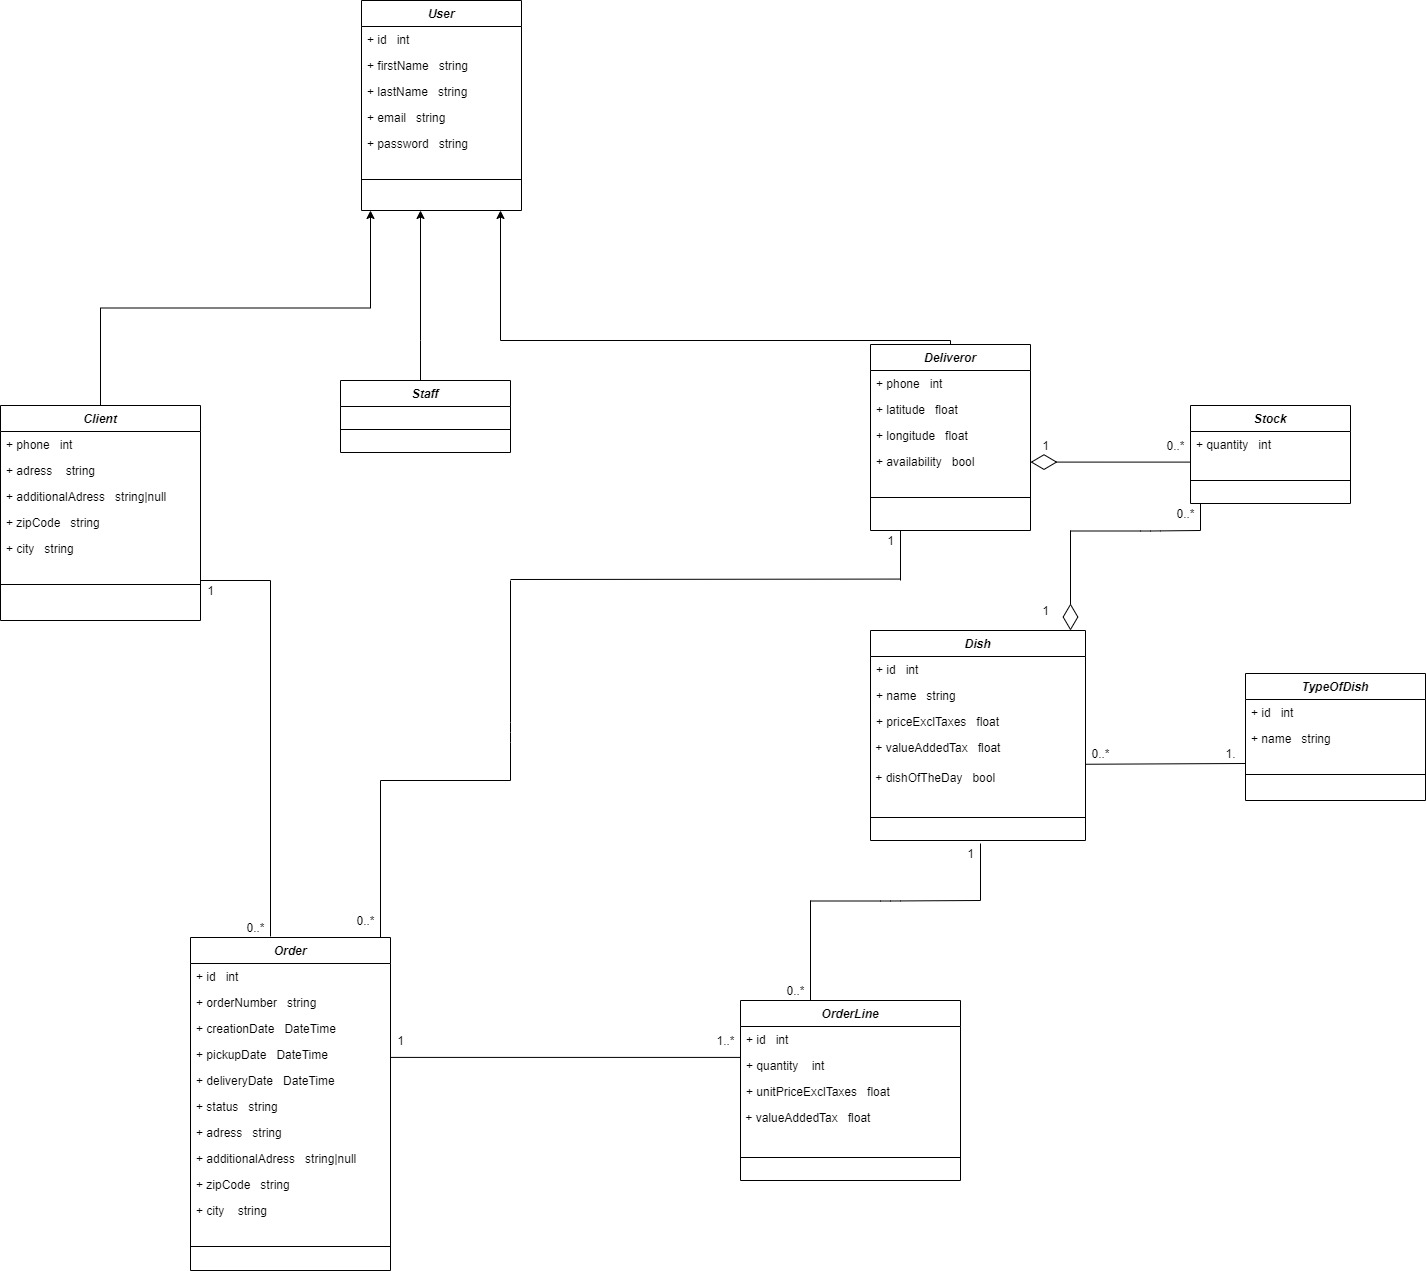 User
+ id int
+ firstName string
+ lastName string
+ email string
+ password string
Client
+ phone int
+ adress string
+ additionalAdress string|null
+ zipCode string
+ city string
1
Staff
Deliveror
+ phone int
+ latitude float
+ longitude float
+ availability bool
1
0..*
1
Stock
+ quantity int
0..*
1
Dish
+ id int
+ name string
+ priceExclTaxes float
+ valueAddedTax float
+ dishOfTheDay bool
0..*
1.
1
TypeOfDish
+ id int
+ name string
0..*
0..*
Order
+ id int
+ orderNumber string
+ creationDate DateTime
+ pickupDate DateTime
+ deliveryDate DateTime
+ status string
+ adress string
+ additionalAdress string|null
+ zipCode string
+ city string
1
1..*
0..*
OrderLine
+ id int
+ quantity int
+ unitPriceExclTaxes float
+ valueAddedTax float